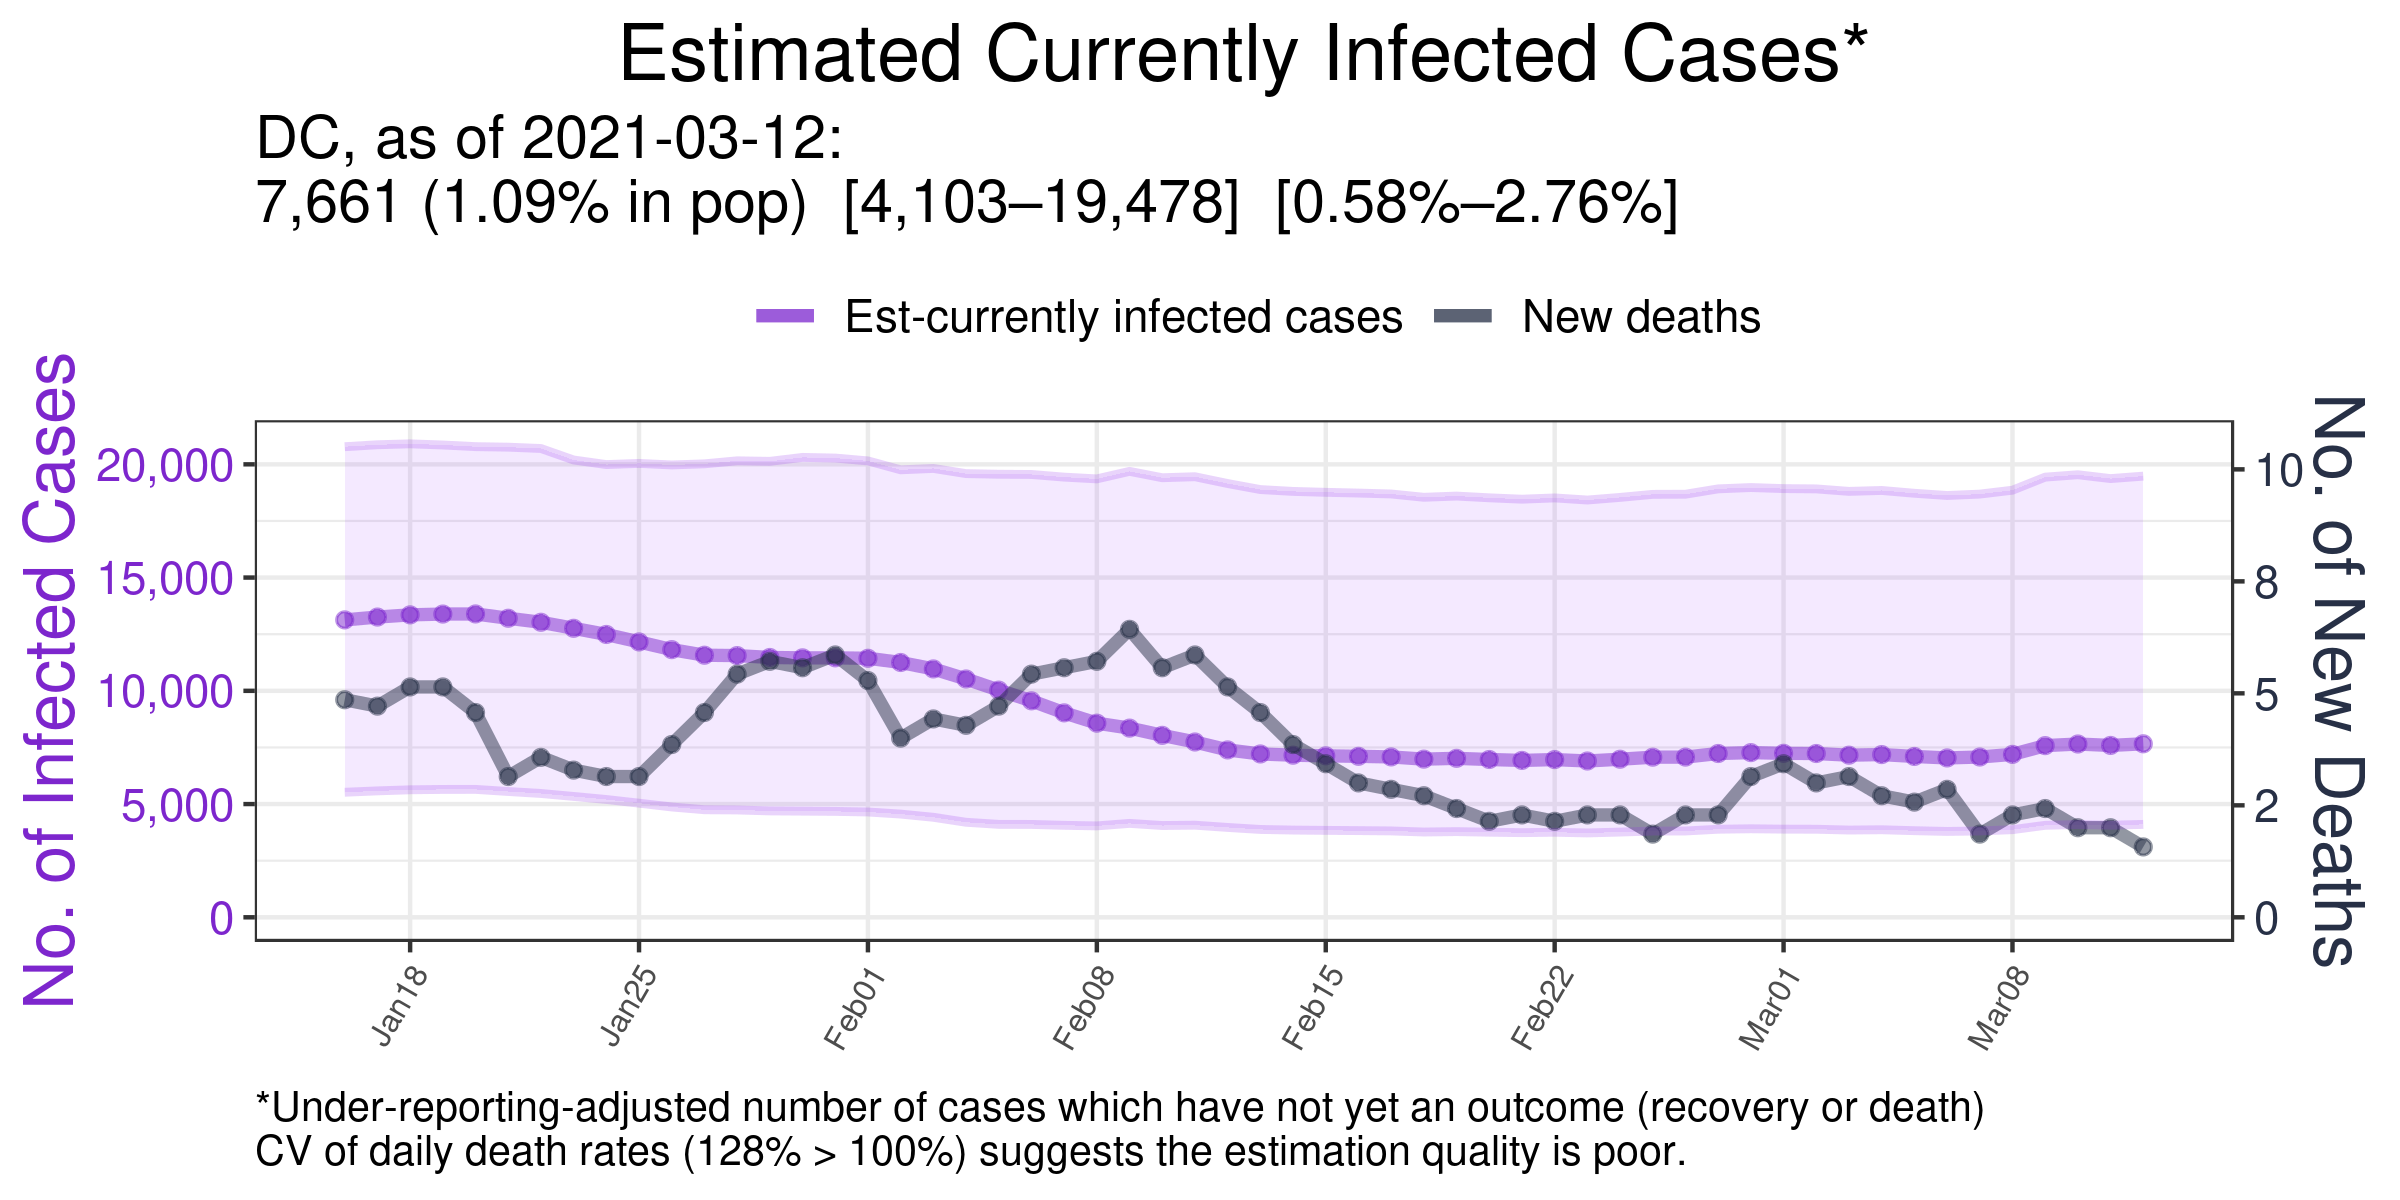 Estimated Currently Infected Cases*
DC, as of 2021-03-12:
7,661 (1.09% in pop)  [4,103–19,478]  [0.58%–2.76%]
Est-currently infected cases
New deaths
No. of Infected Cases
20,000
15,000
10,000
5,000
0
10
8
5
2
0
No. of New Deaths
Jan18
Jan25
Feb01
Feb08
Feb15
Feb22
Mar01
Mar08
*Under-reporting-adjusted number of cases which have not yet an outcome (recovery or death)
CV of daily death rates (128% > 100%) suggests the estimation quality is poor.